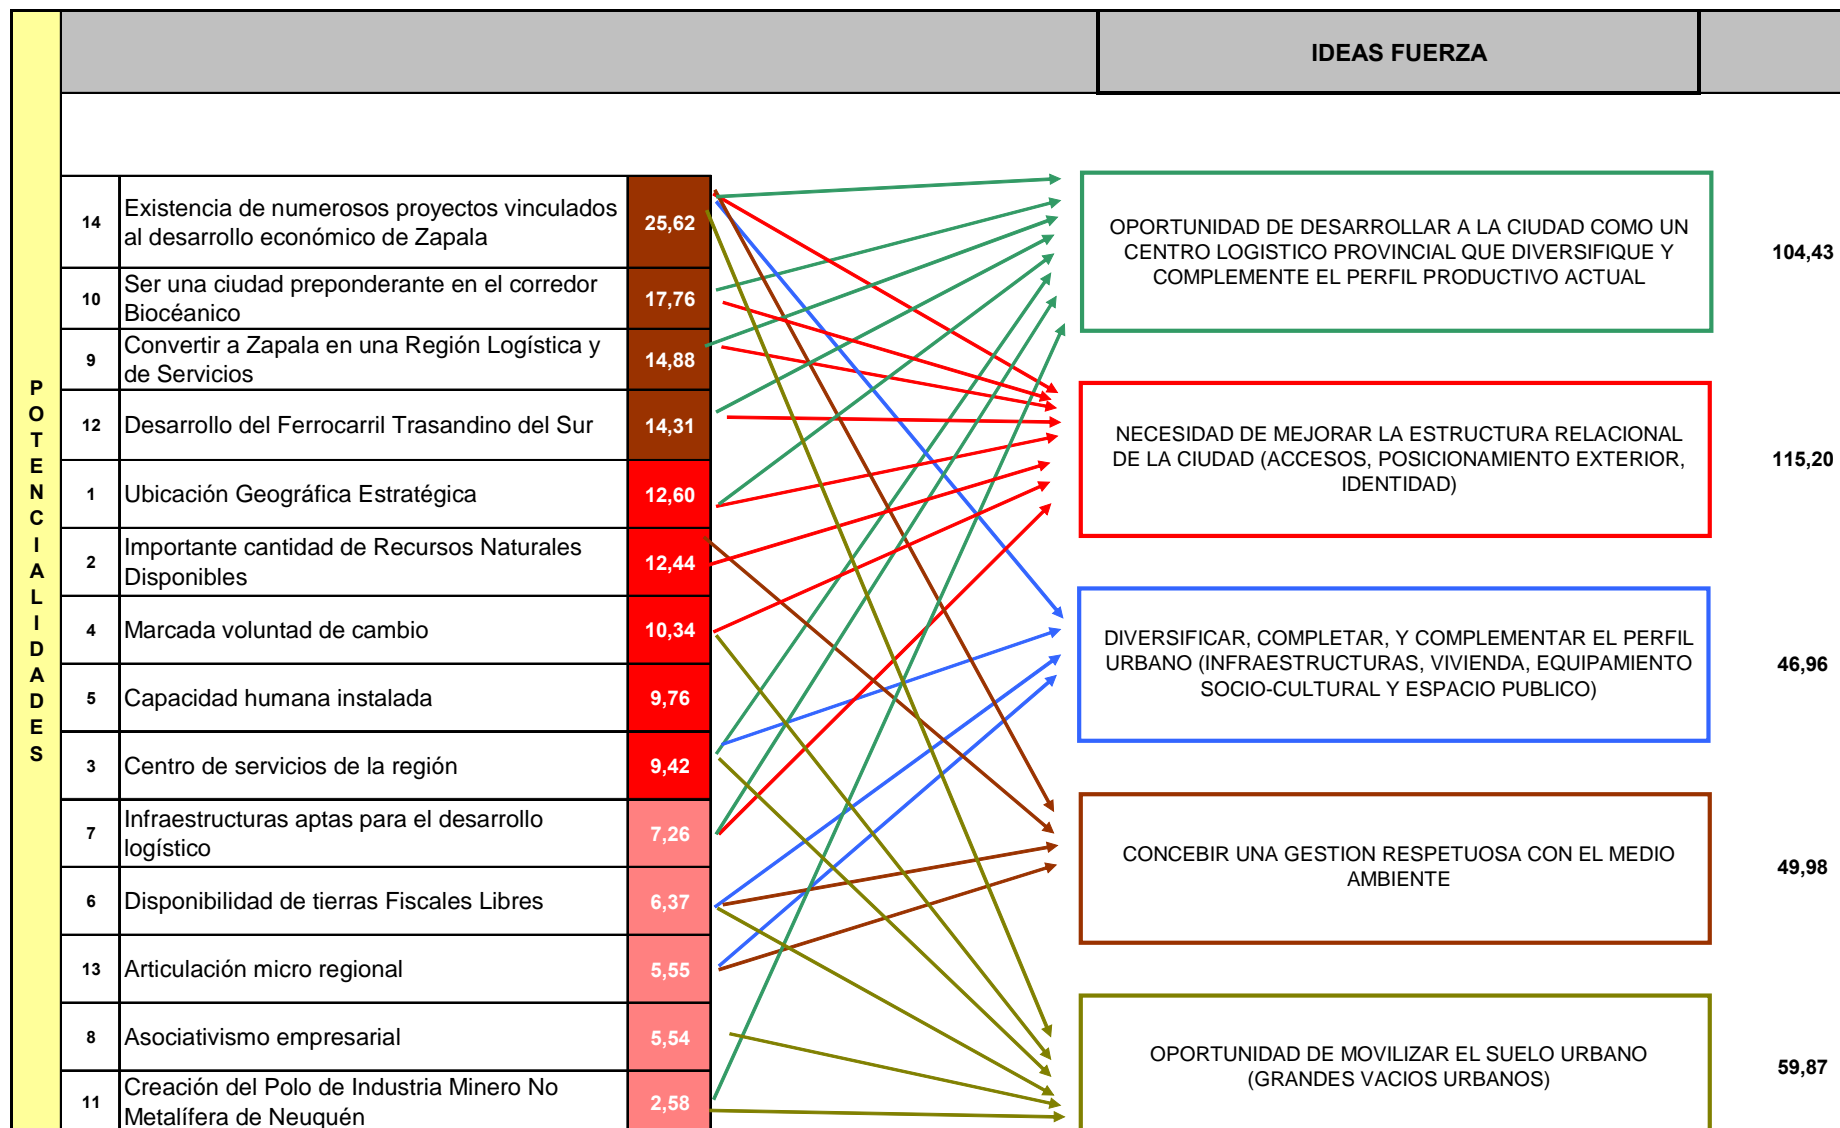 IDEAS FUERZA
POTENCIALIDADES
14 Existencia de numerosos proyectos vinculados
al desarrollo económico de Zapala
25,62
10 Ser una ciudad preponderante en el corredor
Biocéanico
17,76
9 Convertir a Zapala en una Región Logística y
de Servicios
14,88
12 Desarrollo del Ferrocarril Trasandino del Sur 14,31
1 Ubicación Geográfica Estratégica 12,60
2 Importante cantidad de Recursos Naturales
Disponibles
12,44
4 Marcada voluntad de cambio 10,34
5 Capacidad humana instalada 9,76
3 Centro de servicios de la región 9,42
7 Infraestructuras aptas para el desarrollo
logístico
7,26
6 Disponibilidad de tierras Fiscales Libres 6,37
13 Articulación micro regional 5,55
8 Asociativismo empresarial 5,54
11 Creación del Polo de Industria Minero No
Metalífera de Neuquén
2,58
OPORTUNIDAD DE DESARROLLAR A LA CIUDAD COMO UN
CENTRO LOGISTICO PROVINCIAL QUE DIVERSIFIQUE Y
COMPLEMENTE EL PERFIL PRODUCTIVO ACTUAL
104,43
NECESIDAD DE MEJORAR LA ESTRUCTURA RELACIONAL
DE LA CIUDAD (ACCESOS, POSICIONAMIENTO EXTERIOR,
IDENTIDAD)
115,20
DIVERSIFICAR, COMPLETAR, Y COMPLEMENTAR EL PERFIL
URBANO (INFRAESTRUCTURAS, VIVIENDA, EQUIPAMIENTO
SOCIO-CULTURAL Y ESPACIO PUBLICO)
46,96
CONCEBIR UNA GESTION RESPETUOSA CON EL MEDIO
AMBIENTE
49,98
OPORTUNIDAD DE MOVILIZAR EL SUELO URBANO
(GRANDES VACIOS URBANOS)
59,87